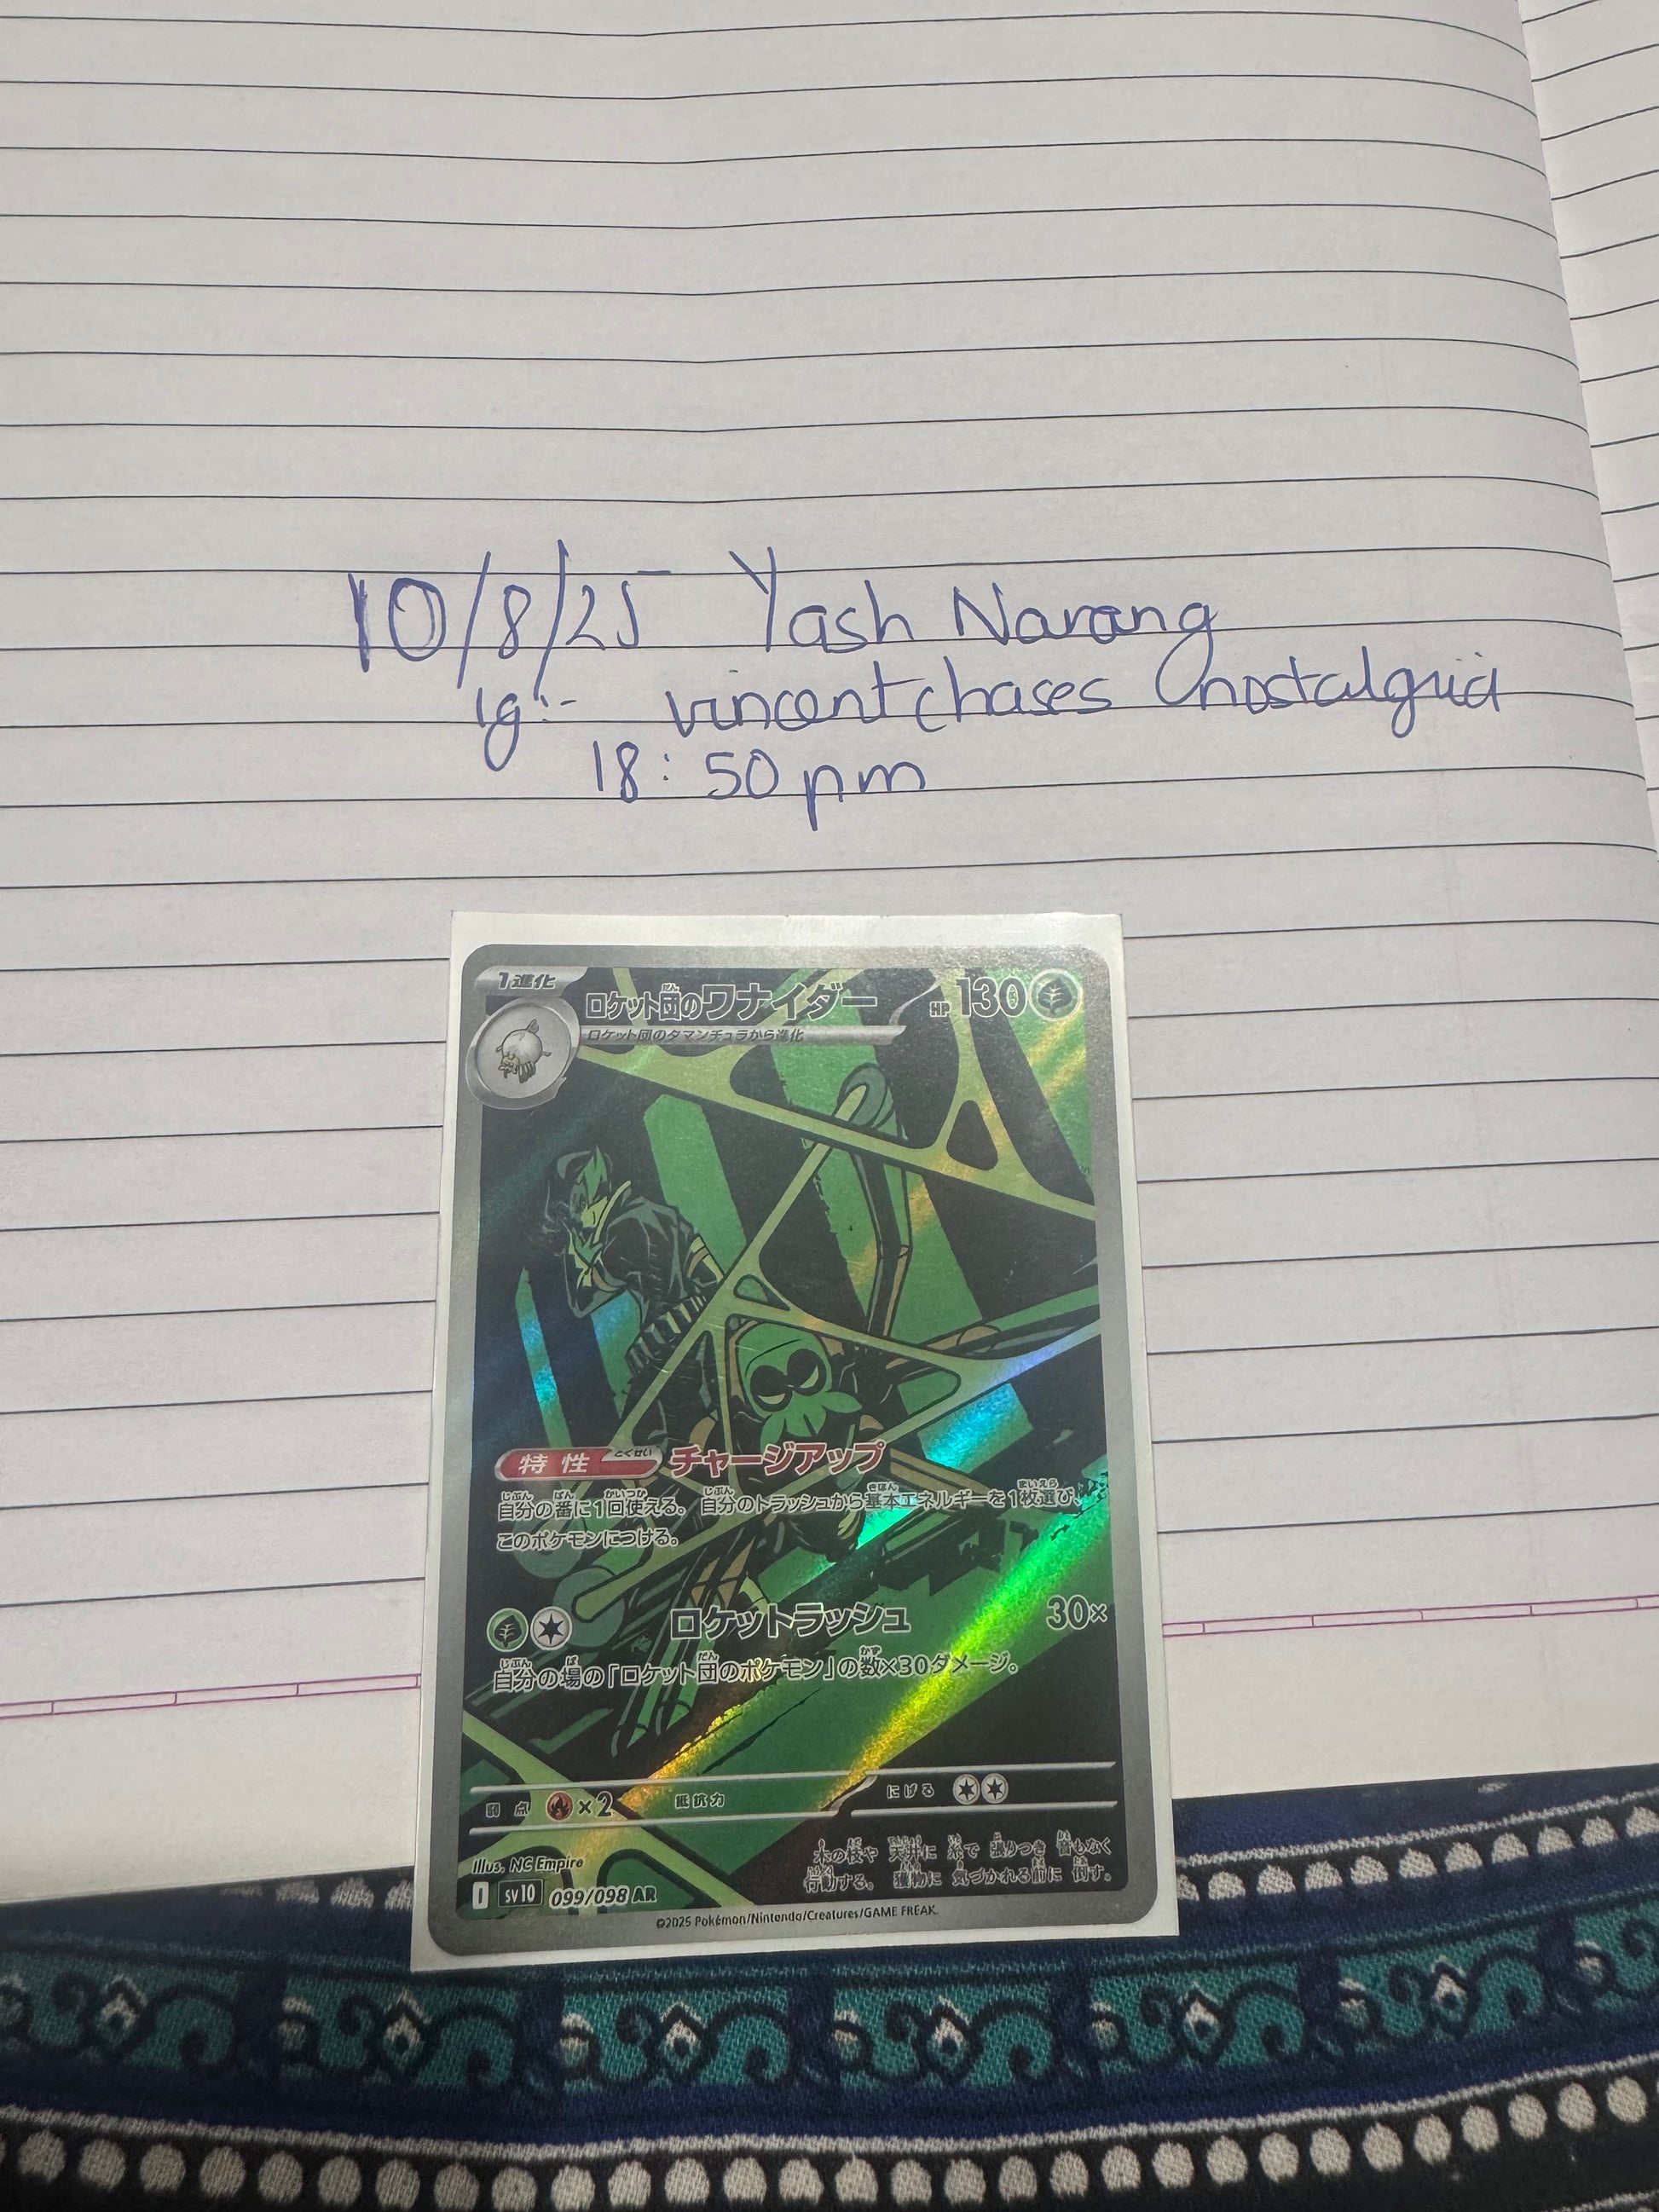 10/8/25 Yash Narang
ig:- vincentchases nostalgia
18:50 pm
1進化
ロケット団のワナイダー
HP 130
ロケット団のタマンチュラから進化
特性 チャージアップ
自分の番に1回使える。自分のトラッシュから基本エネルギーを1枚選び、
このポケモンにつける。
ロケットラッシュ 30×
自分の場の「ロケット団のポケモン」の数×30ダメージ。
弱点 ×2 抵抗力 にげる
木の枝や 天井に 糸で 張りつき 音もなく
行動する。 獲物に 気づかれる前に 倒す。
Illus. NC Empire
I sv10 099/098 AR
©2025 Pokémon/Nintendo/Creatures/GAME FREAK.